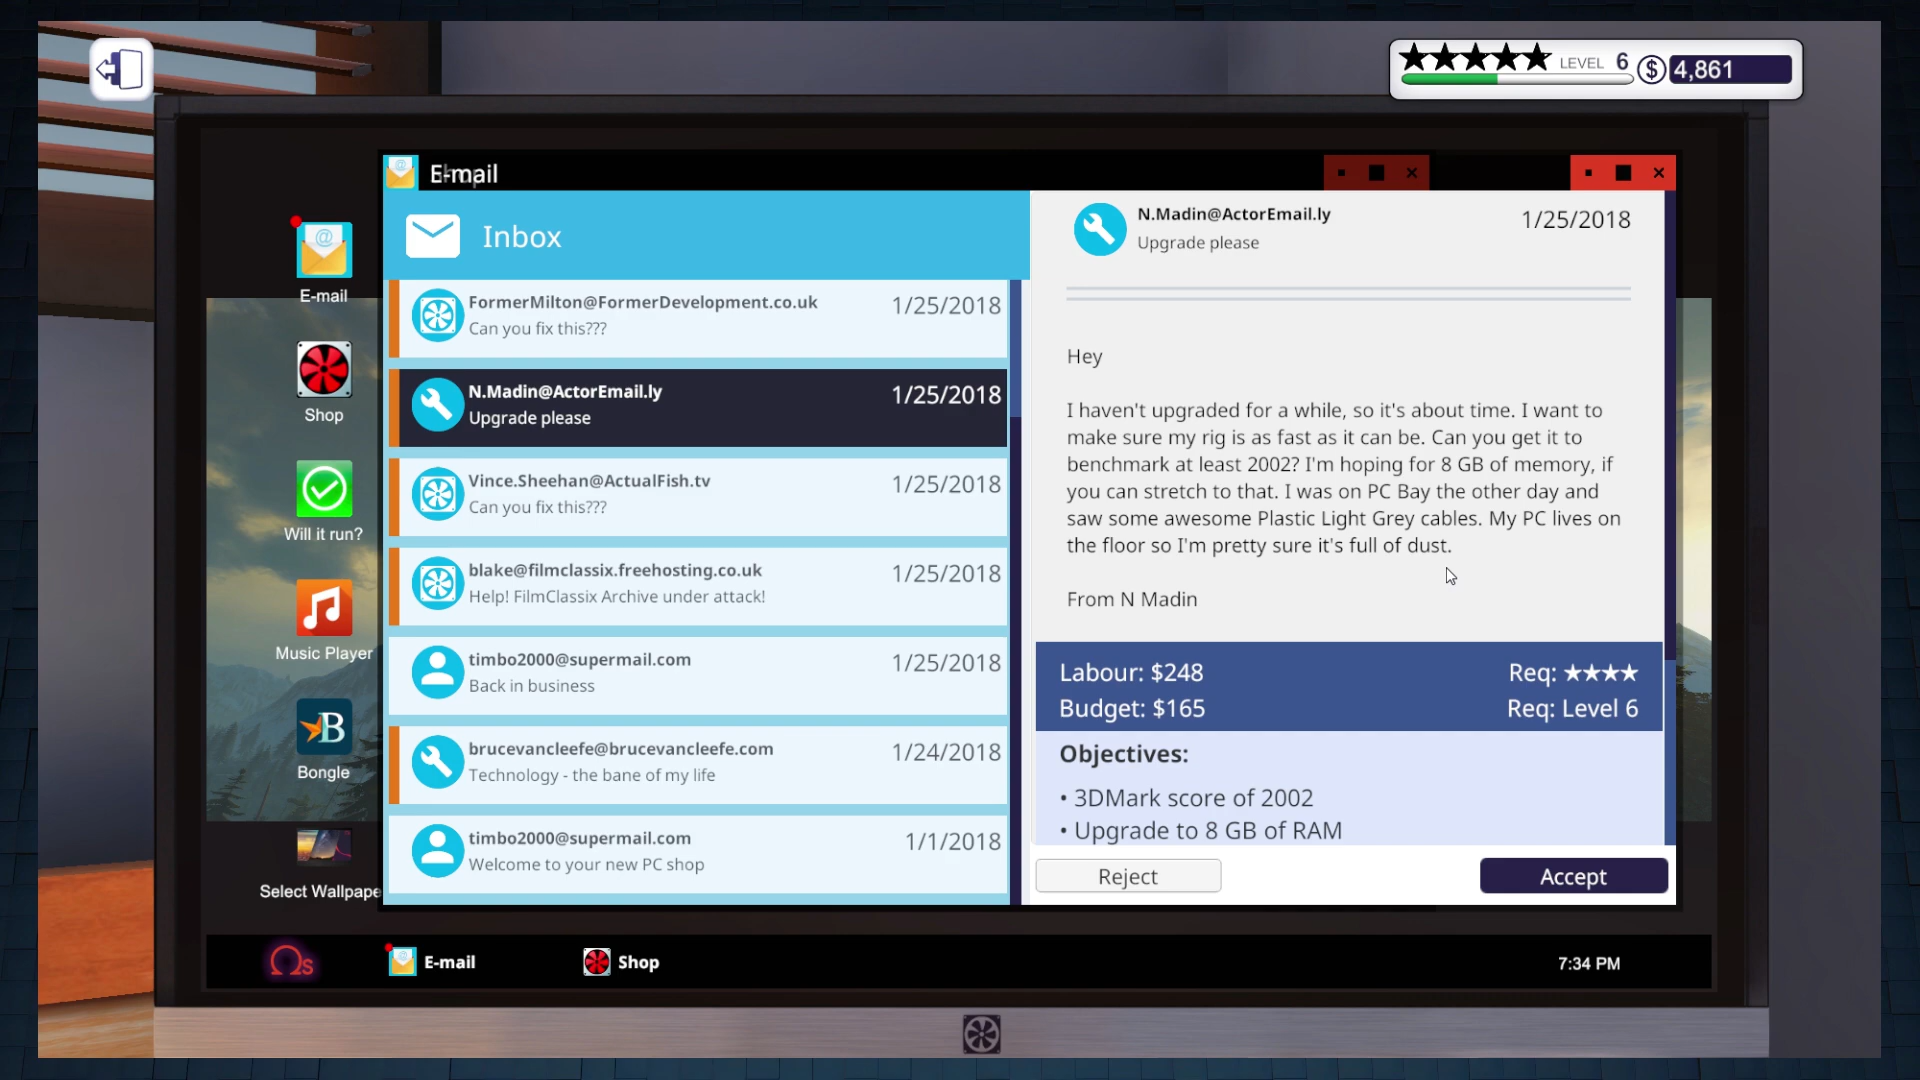 ★★★★★ LEVEL 6 $ 4,861
E-mail
Inbox
FormerMilton@FormerDevelopment.co.uk 1/25/2018
Can you fix this???
N.Madin@ActorEmail.ly 1/25/2018
Upgrade please
Vince.Sheehan@ActualFish.tv 1/25/2018
Can you fix this???
blake@filmclassix.freehosting.co.uk 1/25/2018
Help! FilmClassix Archive under attack!
timbo2000@supermail.com 1/25/2018
Back in business
brucevancleefe@brucevancleefe.com 1/24/2018
Technology - the bane of my life
timbo2000@supermail.com 1/1/2018
Welcome to your new PC shop
N.Madin@ActorEmail.ly 1/25/2018
Upgrade please
Hey
I haven't upgraded for a while, so it's about time. I want to
make sure my rig is as fast as it can be. Can you get it to
benchmark at least 2002? I'm hoping for 8 GB of memory, if
you can stretch to that. I was on PC Bay the other day and
saw some awesome Plastic Light Grey cables. My PC lives on
the floor so I'm pretty sure it's full of dust.
From N Madin
Labour: $248 Req: ★★★★
Budget: $165 Req: Level 6
Objectives:
• 3DMark score of 2002
• Upgrade to 8 GB of RAM
Reject
Accept
E-mail
Shop
Will it run?
Music Player
B
Bongle
Select Wallpape
Ωs
E-mail
Shop
7:34 PM